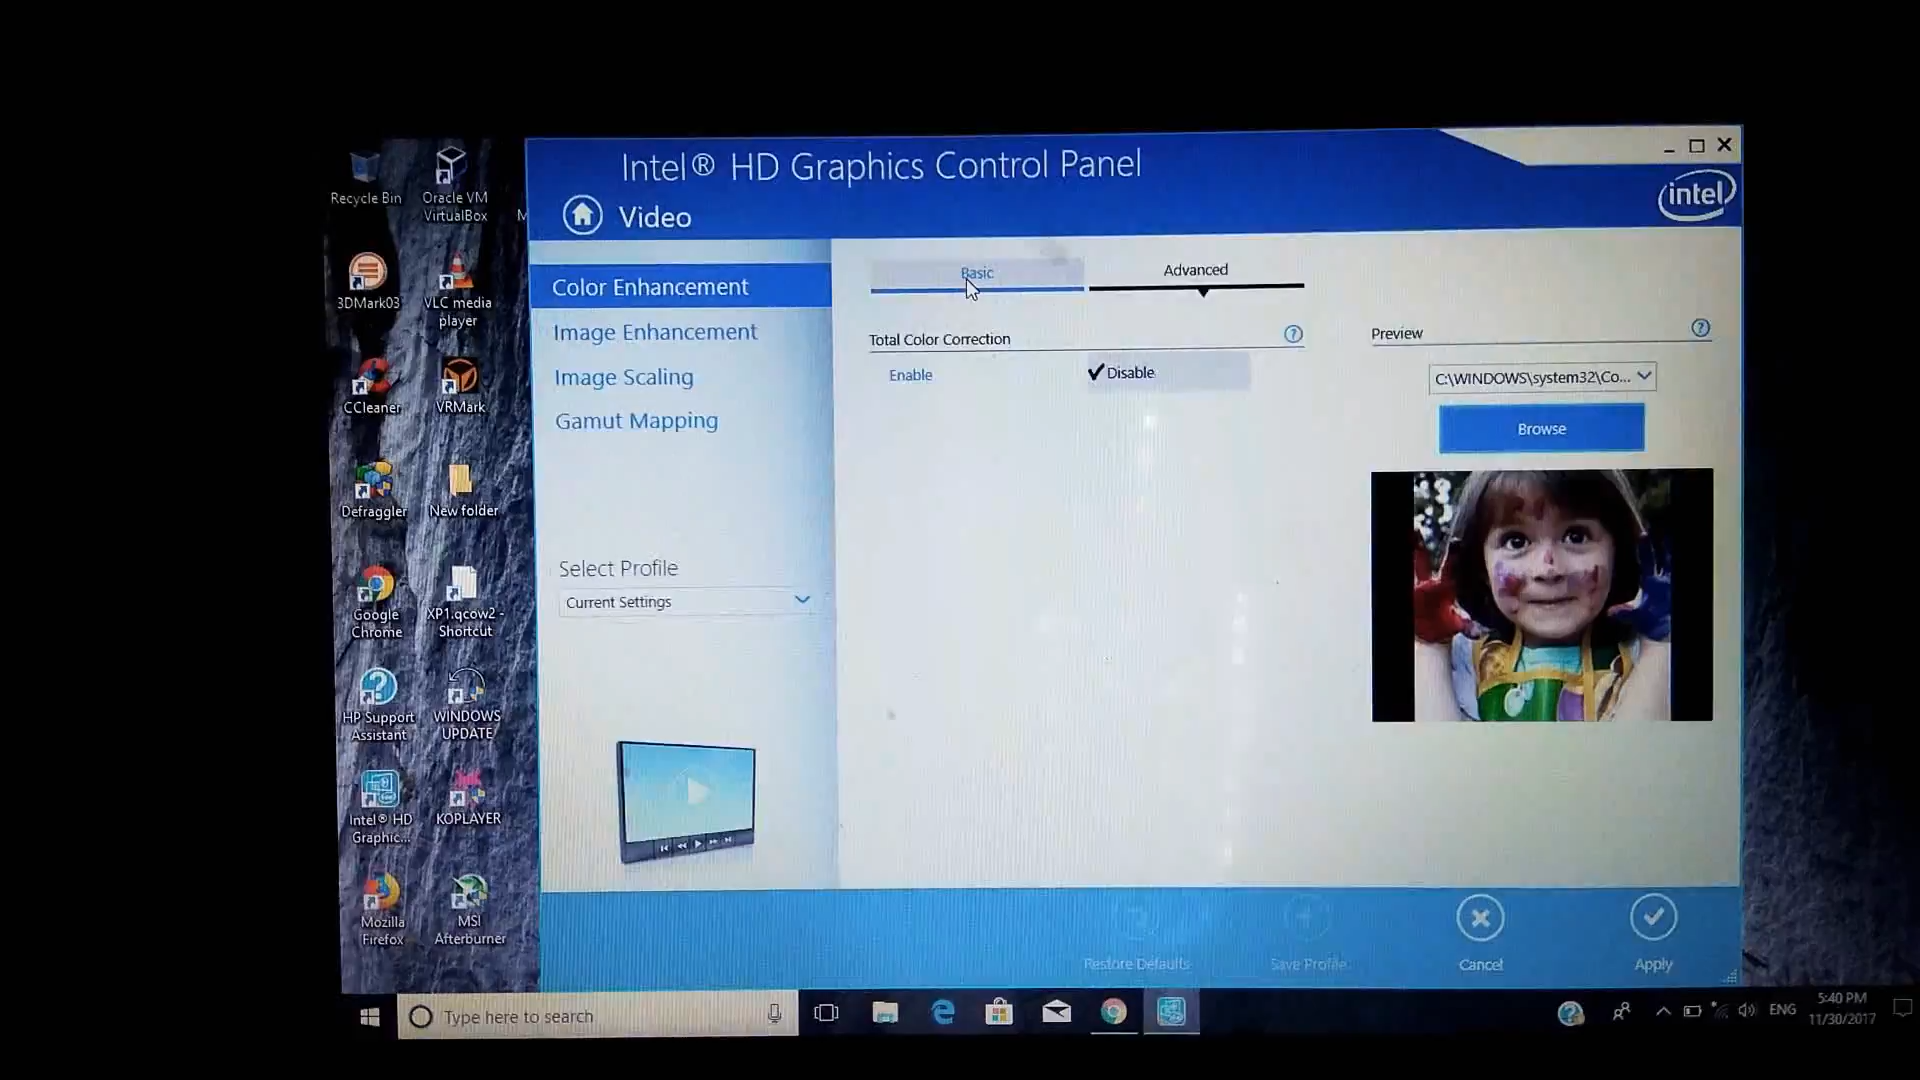 Intel® HD Graphics Control Panel
intel
Video
Recycle Bin
Oracle VM
VirtualBox
M
3DMark03
VLC media
player
CCleaner
VRMark
Defraggler
New folder
Google
Chrome
XP1.qcow2 -
Shortcut
HP Support
Assistant
WINDOWS
UPDATE
Intel® HD
Graphic...
KOPLAYER
Mozilla
Firefox
MSI
Afterburner
Color Enhancement
Image Enhancement
Image Scaling
Gamut Mapping
Select Profile
Current Settings
Basic
Advanced
Total Color Correction
?
Enable
Disable
Preview
?
C:\WINDOWS\system32\Co...
Browse
Restore Defaults
Save Profile
Cancel
Apply
Type here to search
ENG
5:40 PM
11/30/2017